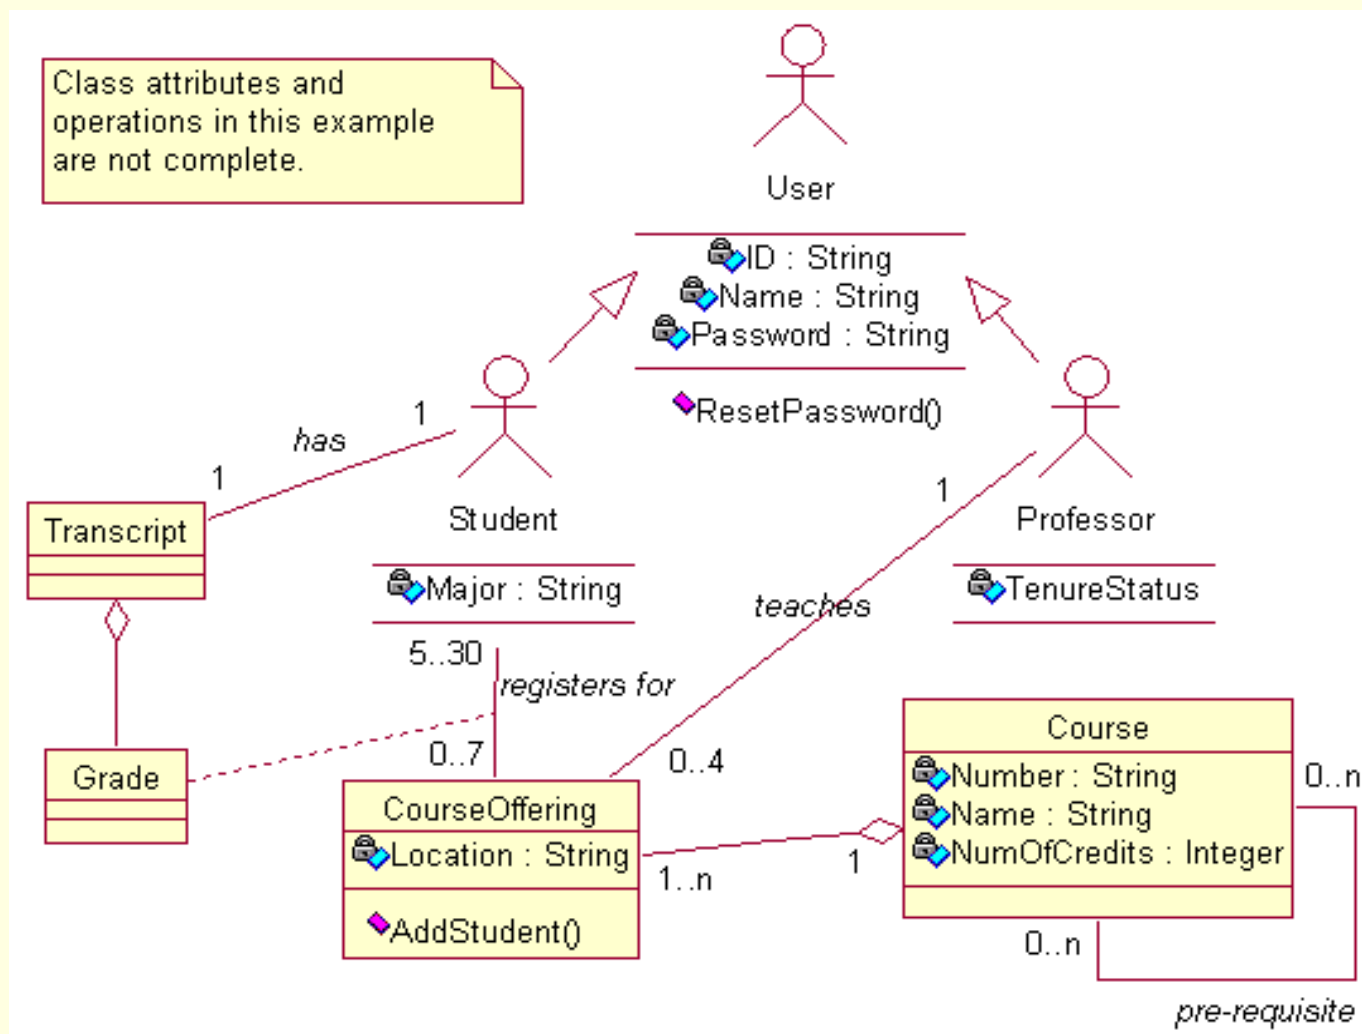 Class attributes and
operations in this example
are not complete.
User
ID : String
Name : String
Password : String
ResetPassword()
1
has
1
Student
Major : String
Transcript
1
Professor
TenureStatus
teaches
5..30
registers for
0..7
0..4
Grade
CourseOffering
Location : String
AddStudent()
1..n
1
Course
Number : String
Name : String
NumOfCredits : Integer
0..n
0..n
pre-requisite